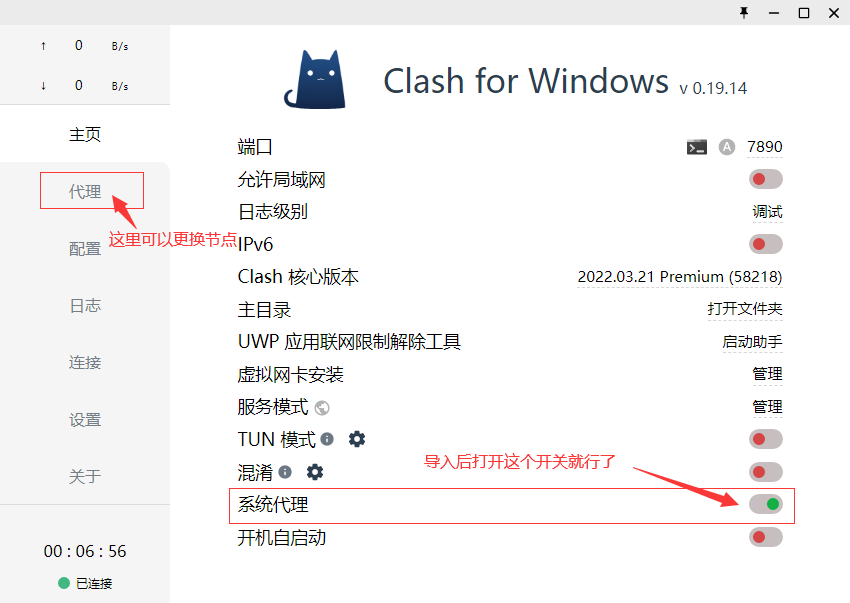 ↑ 0 B/s
↓ 0 B/s
主页
代理
这里可以更换节点
配置
日志
连接
设置
关于
00 : 06 : 56
已连接
Clash for Windows v 0.19.14
端口 A 7890
允许局域网
日志级别 调试
IPv6
Clash 核心版本 2022.03.21 Premium (58218)
主目录 打开文件夹
UWP 应用联网限制解除工具 启动助手
虚拟网卡安装 管理
服务模式 管理
TUN 模式
导入后打开这个开关就行了
混淆
系统代理
开机自启动